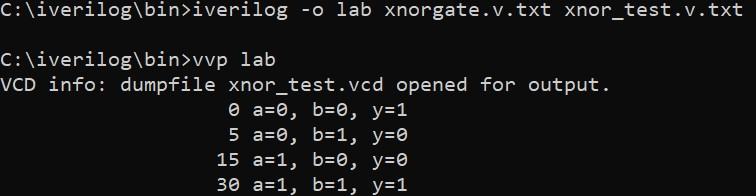 C:\iverilog\bin>iverilog -o lab xnorgate.v.txt xnor_test.v.txt
C:\iverilog\bin>vvp lab
VCD info: dumpfile xnor_test.vcd opened for output.
0 a=0, b=0, y=1
5 a=0, b=1, y=0
15 a=1, b=0, y=0
30 a=1, b=1, y=1